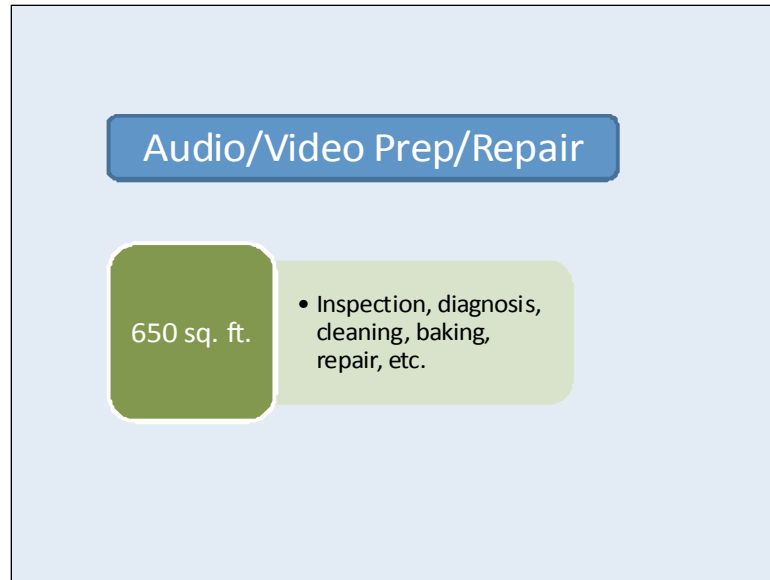 Audio/Video Prep/Repair
650 sq. ft.
• Inspection, diagnosis,
cleaning, baking,
repair, etc.